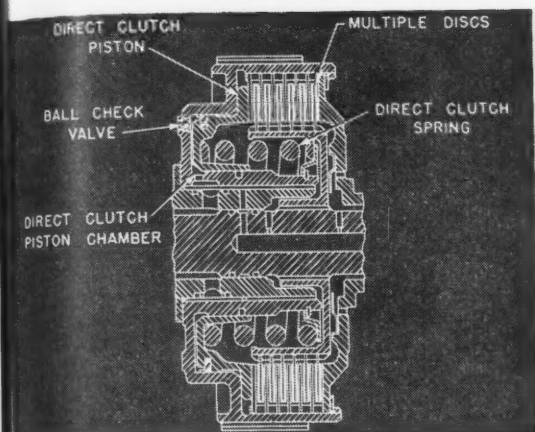 DIRECT CLUTCH
PISTON
MULTIPLE DISCS
BALL CHECK
VALVE
DIRECT CLUTCH
SPRING
DIRECT CLUTCH
PISTON CHAMBER